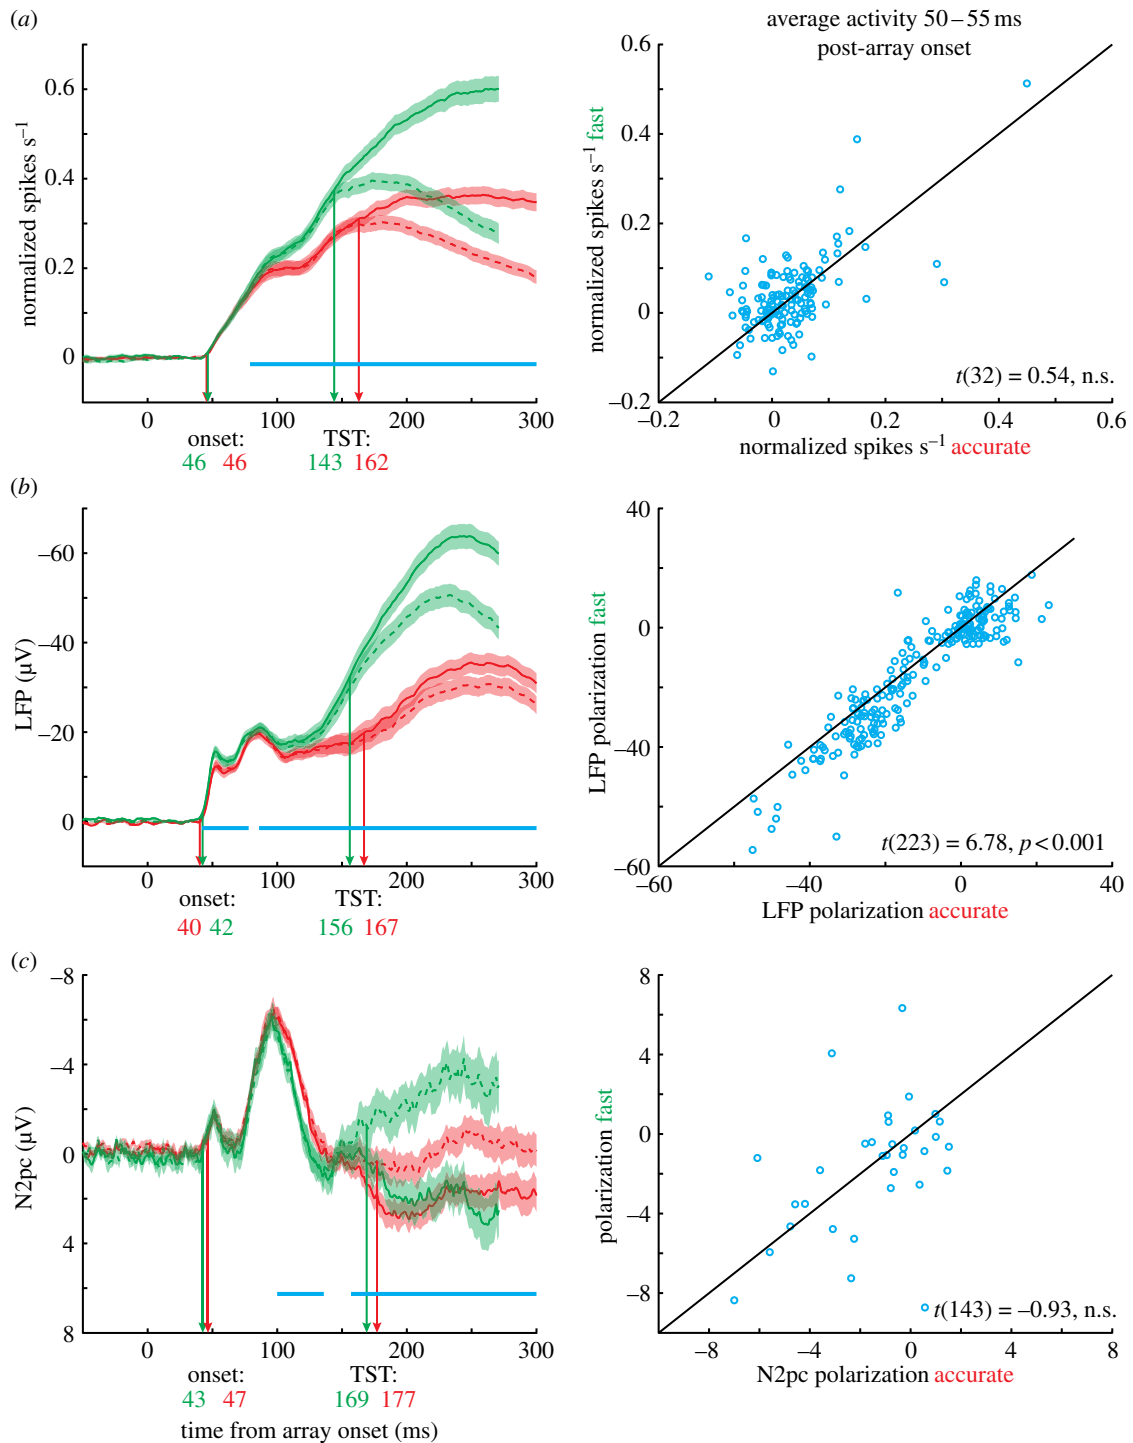 (a)
average activity 50–55 ms
post-array onset
normalized spikes s⁻¹
0.6
0.4
0.2
0
0
100
200
300
onset:
46 46
TST:
143 162
normalized spikes s⁻¹ fast
0.6
0.4
0.2
0
–0.2
t(32) = 0.54, n.s.
–0.2
0
0.2
0.4
0.6
normalized spikes s⁻¹ accurate
(b)
LFP (µV)
–60
–40
–20
0
0
100
200
300
onset:
40 42
TST:
156 167
LFP polarization fast
40
0
–40
–60
t(223) = 6.78, p < 0.001
–60
–40
0
40
LFP polarization accurate
(c)
N2pc (µV)
–8
–4
0
4
8
0
100
200
300
onset:
43 47
TST:
169 177
time from array onset (ms)
polarization fast
8
4
0
–4
–8
t(143) = –0.93, n.s.
–8
–4
0
4
8
N2pc polarization accurate